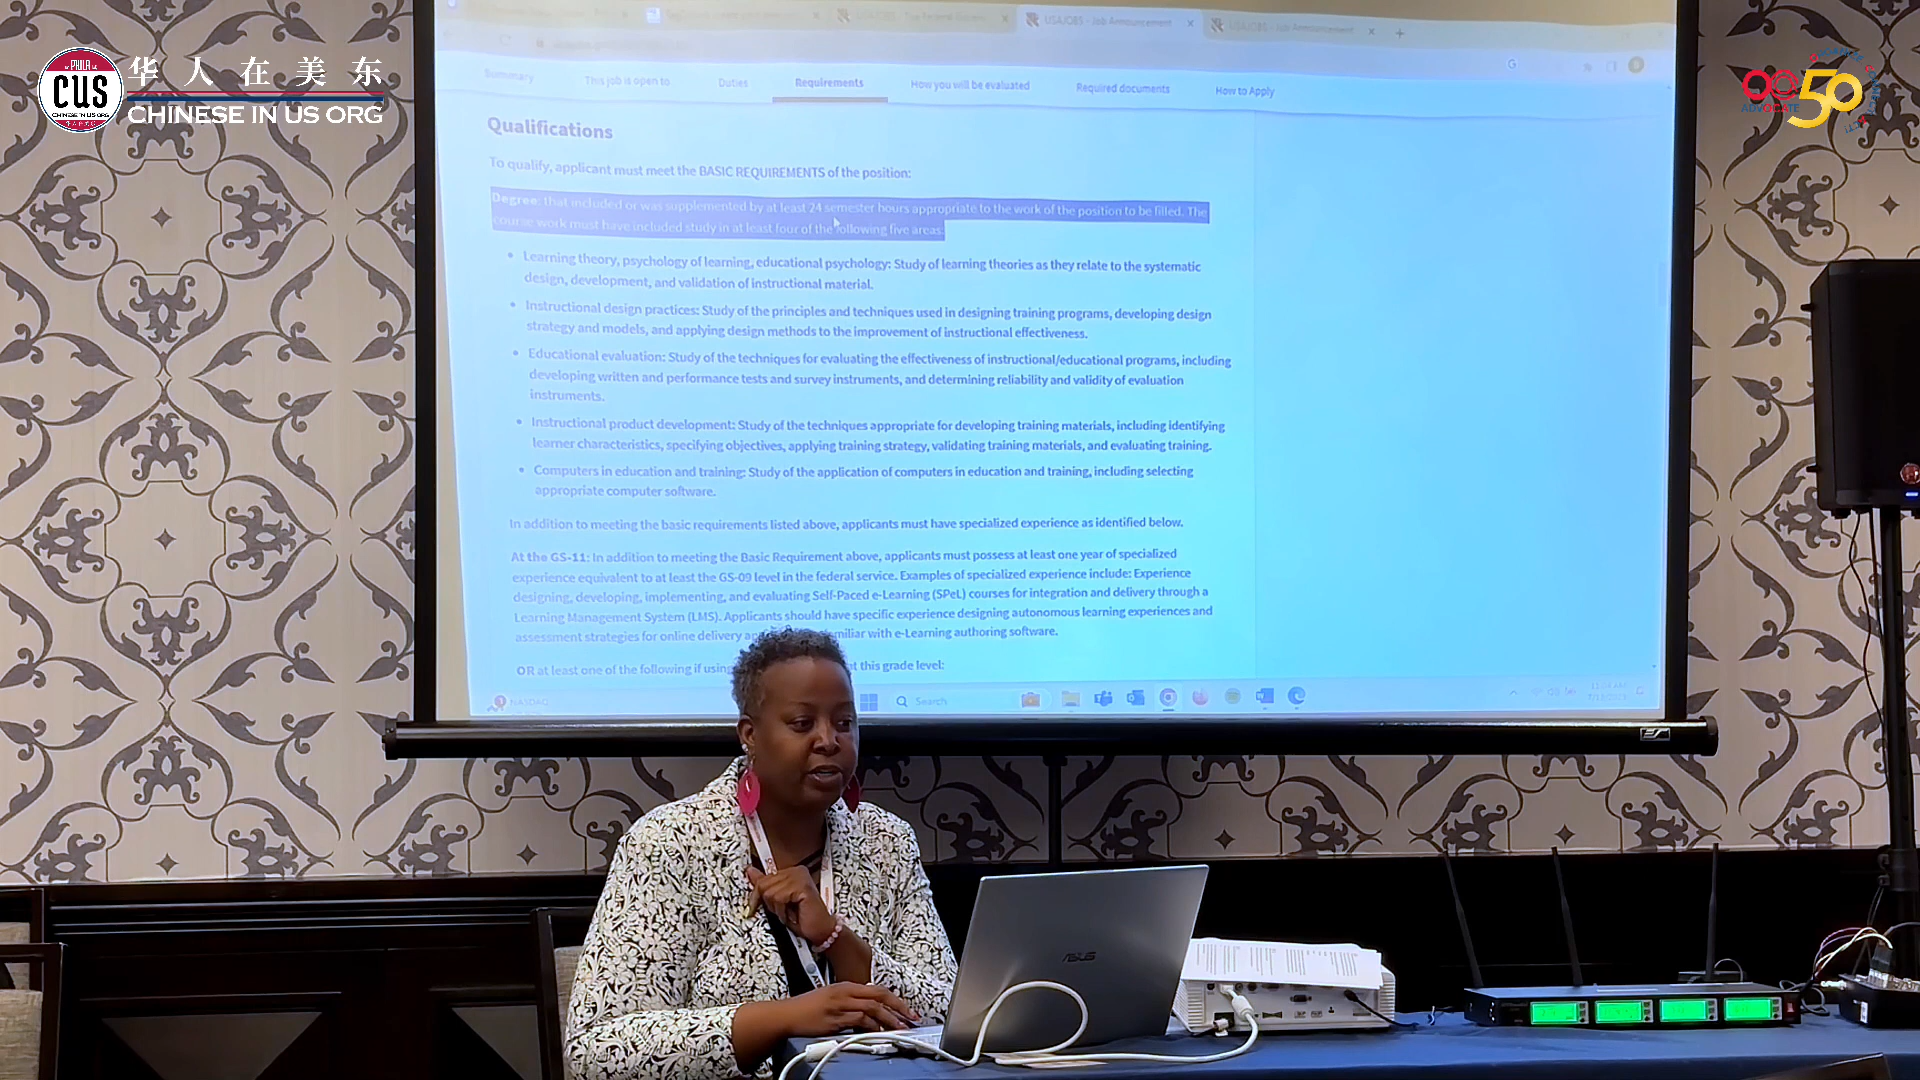 PHILA
CUS
CHINESE IN US ORG
华人在美东
CHINESE IN US ORG
50
ADVOCATE
USAJOBS - Job Announcement
USAJOBS - Job Announcement
Summary
This job is open to
Duties
Requirements
How you will be evaluated
Required documents
How to Apply
Qualifications
To qualify, applicant must meet the BASIC REQUIREMENTS of the position:
Degree: that included or was supplemented by at least 24 semester hours appropriate to the work of the position to be filled. The
course work must have included study in at least four of the following five areas:
Learning theory, psychology of learning, educational psychology: Study of learning theories as they relate to the systematic
design, development, and validation of instructional material.
Instructional design practices: Study of the principles and techniques used in designing training programs, developing design
strategy and models, and applying design methods to the improvement of instructional effectiveness.
Educational evaluation: Study of the techniques for evaluating the effectiveness of instructional/educational programs, including
developing written and performance tests and survey instruments, and determining reliability and validity of evaluation
instruments.
Instructional product development: Study of the techniques appropriate for developing training materials, including identifying
learner characteristics, specifying objectives, applying training strategy, validating training materials, and evaluating training.
Computers in education and training: Study of the application of computers in education and training, including selecting
appropriate computer software.
In addition to meeting the basic requirements listed above, applicants must have specialized experience as identified below.
At the GS-11: In addition to meeting the Basic Requirement above, applicants must possess at least one year of specialized
experience equivalent to at least the GS-09 level in the federal service. Examples of specialized experience include: Experience
designing, developing, implementing, and evaluating Self-Paced e-Learning (SPeL) courses for integration and delivery through a
Learning Management System (LMS). Applicants should have specific experience designing autonomous learning experiences and
assessment strategies for online delivery miliar with e-Learning authoring software.
OR at least one of the following if using t this grade level:
NASDAQ
Search
ASUS